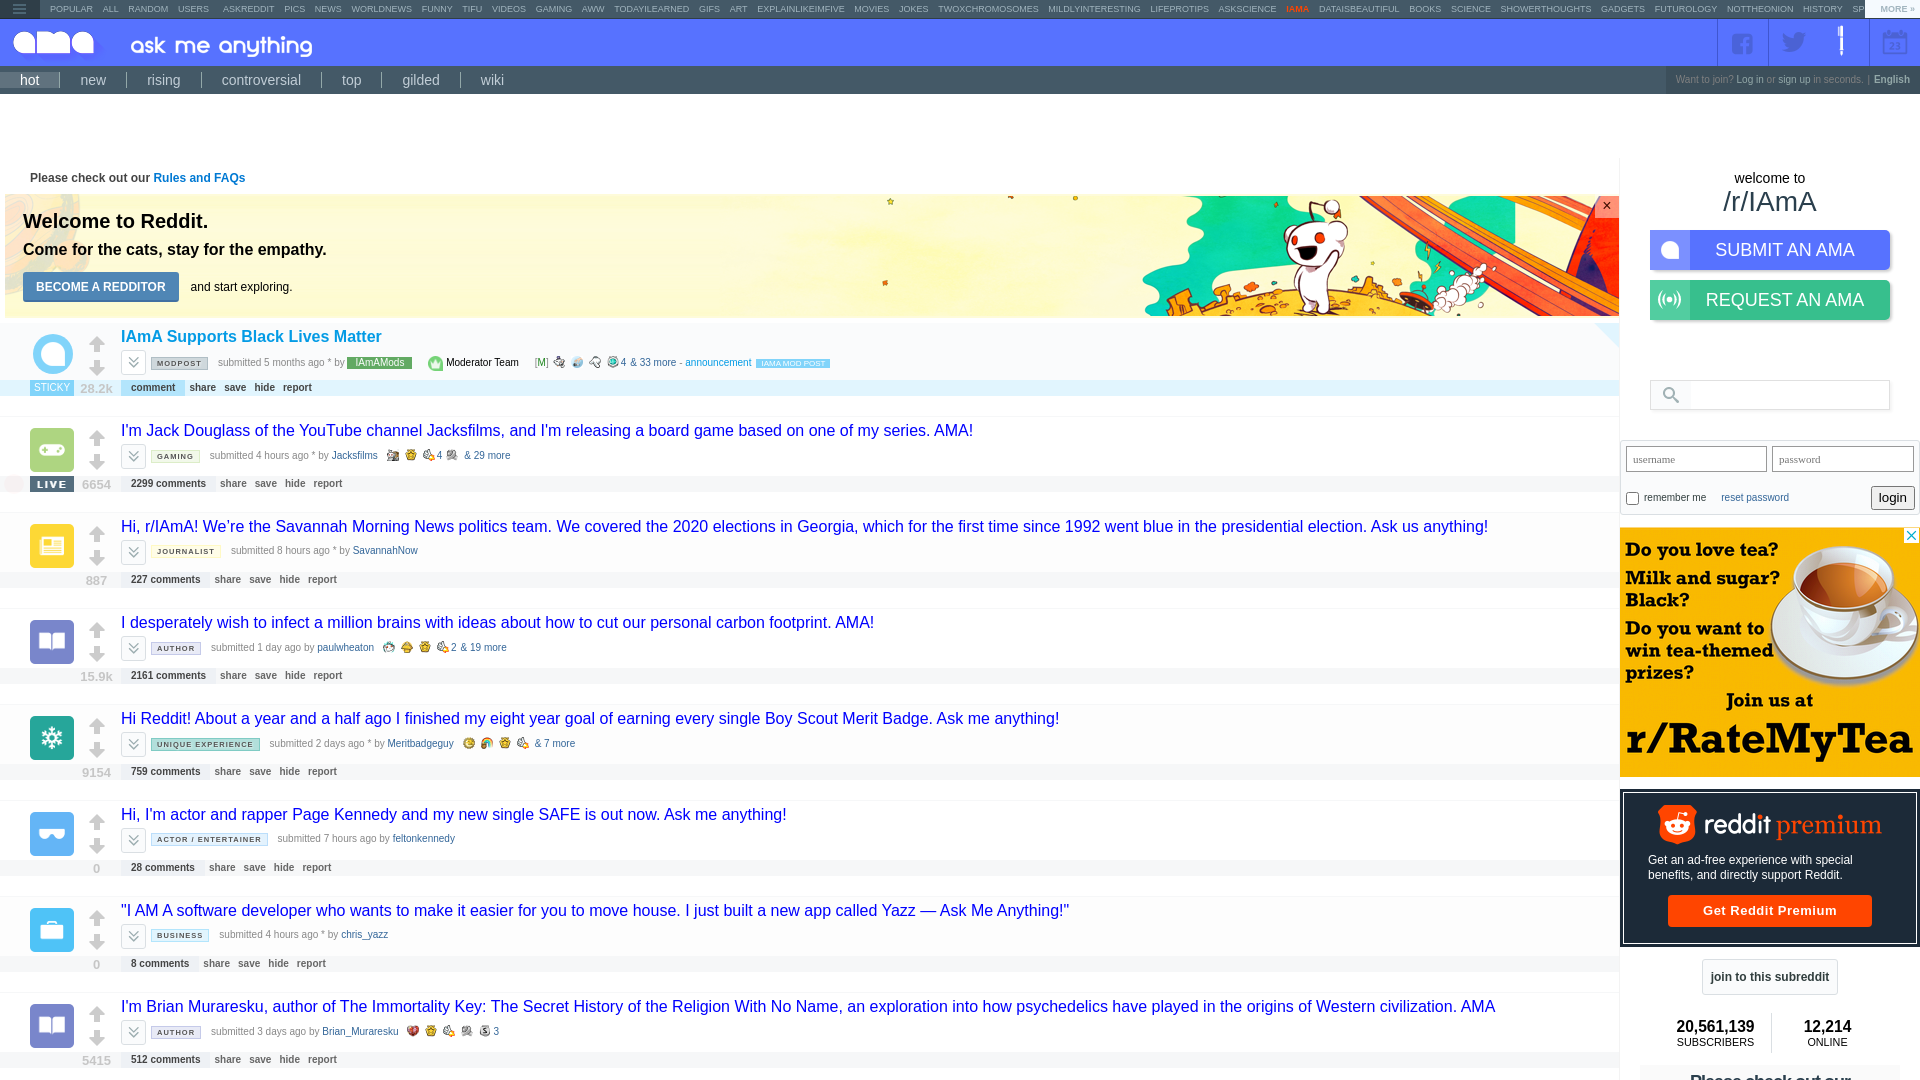 POPULAR ALL RANDOM USERS ASKREDDIT PICS NEWS WORLDNEWS FUNNY TIFU VIDEOS GAMING AWW TODAYILEARNED GIFS ART EXPLAINLIKEIMFIVE MOVIES JOKES TWOXCHROMOSOMES MILDLYINTERESTING LIFEPROTIPS ASKSCIENCE IAMA DATAISBEAUTIFUL BOOKS SCIENCE SHOWERTHOUGHTS GADGETS FUTUROLOGY NOTTHEONION HISTORY SP MORE »
ama ask me anything 23
hot new rising controversial top gilded wiki
Want to join? Log in or sign up in seconds. | English
Please check out our Rules and FAQs
Welcome to Reddit.
Come for the cats, stay for the empathy.
BECOME A REDDITOR and start exploring.
×
IAmA Supports Black Lives Matter
MODPOST submitted 5 months ago * by IAmAMods Moderator Team [M] 4 & 33 more - announcement IAMA MOD POST
STICKY 28.2k comment share save hide report
I'm Jack Douglass of the YouTube channel Jacksfilms, and I'm releasing a board game based on one of my series. AMA!
GAMING submitted 4 hours ago * by Jacksfilms 4 & 29 more
LIVE 6654 2299 comments share save hide report
Hi, r/IAmA! We’re the Savannah Morning News politics team. We covered the 2020 elections in Georgia, which for the first time since 1992 went blue in the presidential election. Ask us anything!
JOURNALIST submitted 8 hours ago * by SavannahNow
887 227 comments share save hide report
I desperately wish to infect a million brains with ideas about how to cut our personal carbon footprint. AMA!
AUTHOR submitted 1 day ago by paulwheaton 2 & 19 more
15.9k 2161 comments share save hide report
Hi Reddit! About a year and a half ago I finished my eight year goal of earning every single Boy Scout Merit Badge. Ask me anything!
UNIQUE EXPERIENCE submitted 2 days ago * by Meritbadgeguy & 7 more
9154 759 comments share save hide report
Hi, I'm actor and rapper Page Kennedy and my new single SAFE is out now. Ask me anything!
ACTOR / ENTERTAINER submitted 7 hours ago by feltonkennedy
0 28 comments share save hide report
"I AM A software developer who wants to make it easier for you to move house. I just built a new app called Yazz — Ask Me Anything!"
BUSINESS submitted 4 hours ago * by chris_yazz
0 8 comments share save hide report
I'm Brian Muraresku, author of The Immortality Key: The Secret History of the Religion With No Name, an exploration into how psychedelics have played in the origins of Western civilization. AMA
AUTHOR submitted 3 days ago by Brian_Muraresku 3
5415 512 comments share save hide report
welcome to
/r/IAmA
SUBMIT AN AMA
REQUEST AN AMA
username password
remember me reset password login
Do you love tea?
Milk and sugar?
Black?
Do you want to
win tea-themed
prizes?
Join us at
r/RateMyTea
reddit premium
Get an ad-free experience with special
benefits, and directly support Reddit.
Get Reddit Premium
join to this subreddit
20,561,139 12,214
SUBSCRIBERS ONLINE
Please check out our